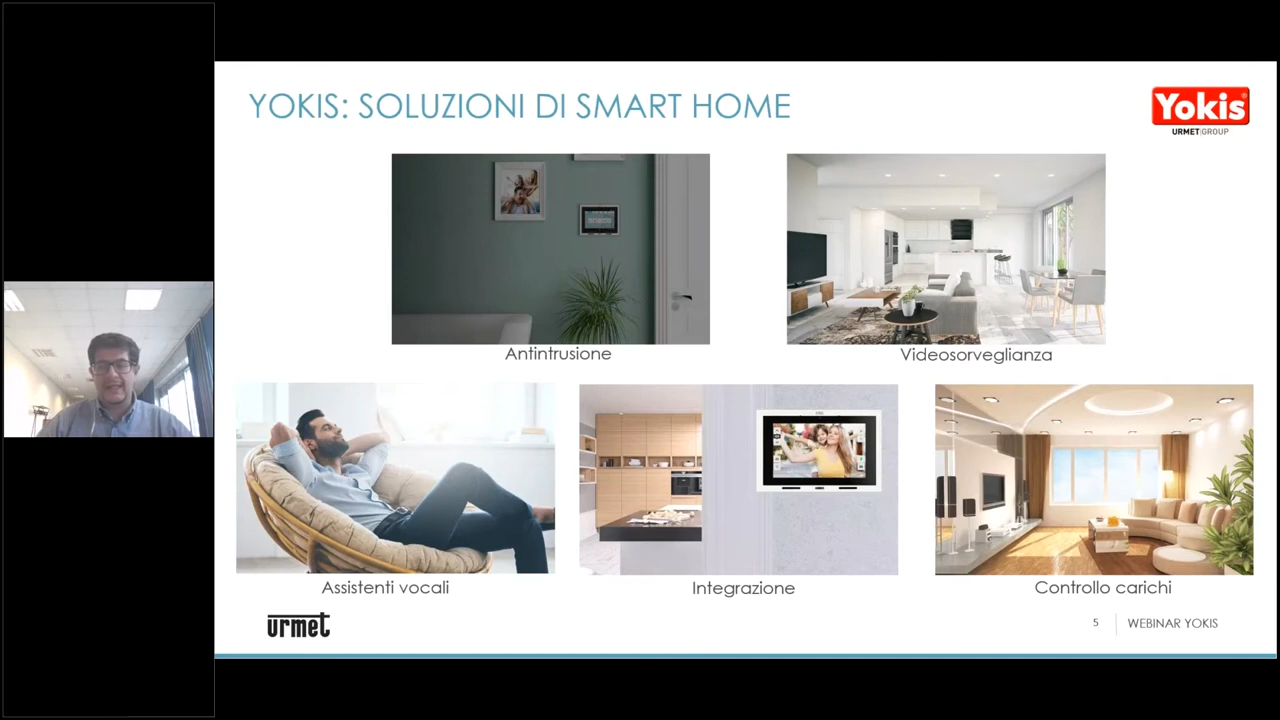 YOKIS: SOLUZIONI DI SMART HOME
Yokis
URMET GROUP
Antintrusione
Videosorveglianza
Assistenti vocali
Integrazione
Controllo carichi
urmet
5
WEBINAR YOKIS